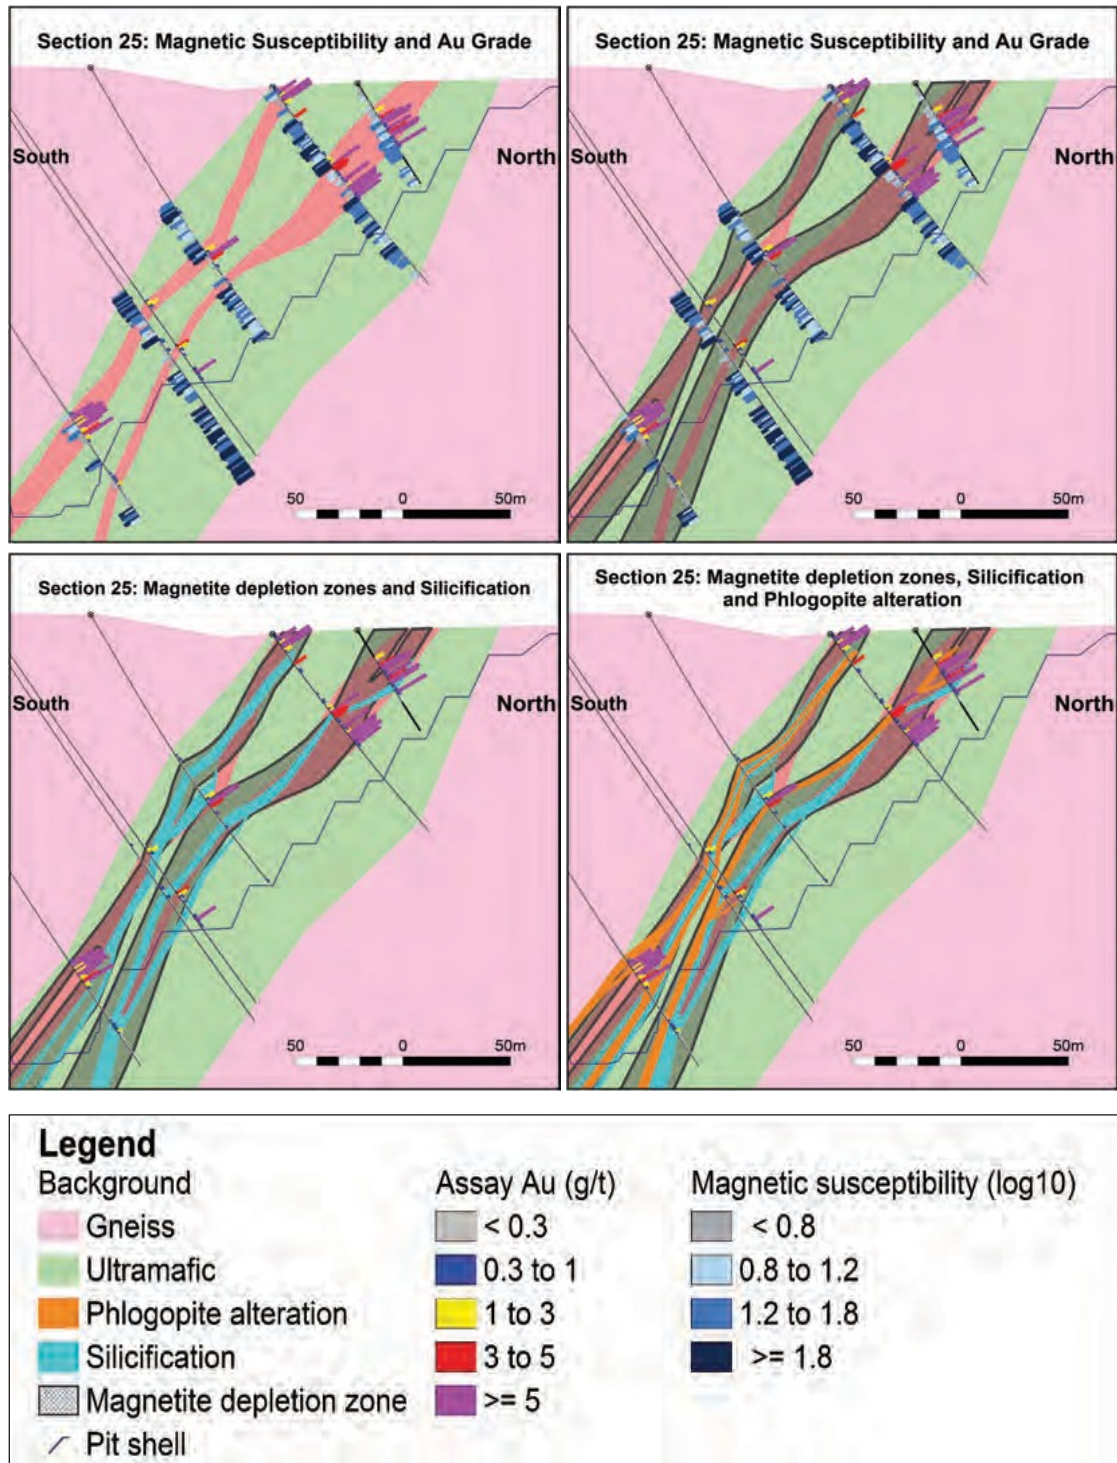 Section 25: Magnetic Susceptibility and Au Grade
South
North
50 0 50m
Section 25: Magnetic Susceptibility and Au Grade
South
North
50 0 50m
Section 25: Magnetite depletion zones and Silicification
South
North
50 0 50m
Section 25: Magnetite depletion zones, Silicification
and Phlogopite alteration
South
North
50 0 50m
Legend
Background
Gneiss
Ultramafic
Phlogopite alteration
Silicification
Magnetite depletion zone
Pit shell
Assay Au (g/t)
< 0.3
0.3 to 1
1 to 3
3 to 5
>= 5
Magnetic susceptibility (log10)
< 0.8
0.8 to 1.2
1.2 to 1.8
>= 1.8